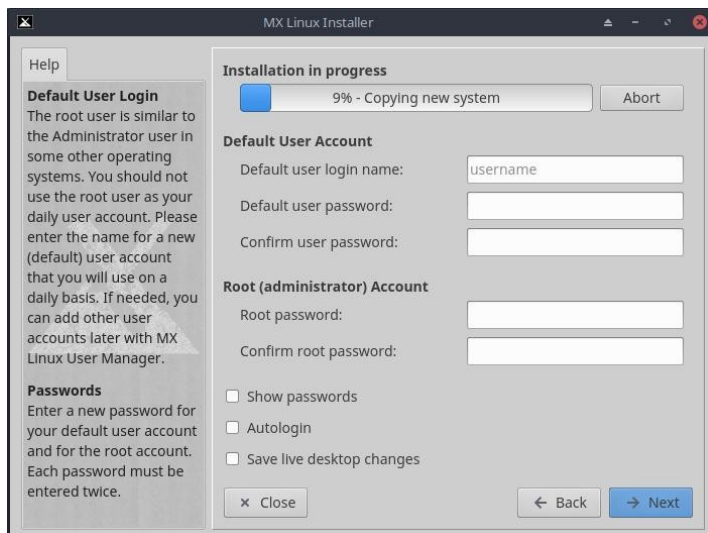 MX Linux Installer
Help
Default User Login
The root user is similar to
the Administrator user in
some other operating
systems. You should not
use the root user as your
daily user account. Please
enter the name for a new
(default) user account
that you will use on a
daily basis. If needed, you
can add other user
accounts later with MX
Linux User Manager.
Passwords
Enter a new password for
your default user account
and for the root account.
Each password must be
entered twice.
Installation in progress
9% - Copying new system
Abort
Default User Account
Default user login name:
username
Default user password:
Confirm user password:
Root (administrator) Account
Root password:
Confirm root password:
Show passwords
Autologin
Save live desktop changes
Close
Back
Next